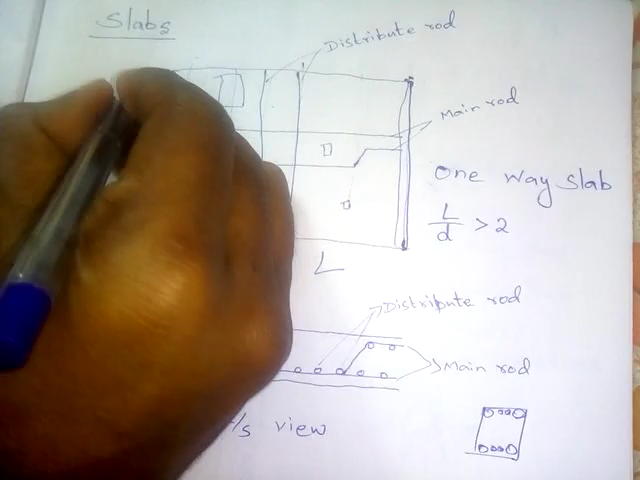 Slabs
Distribute rod
Main rod
One way slab
L/d > 2
L
Distribute rod
Main rod
/s view